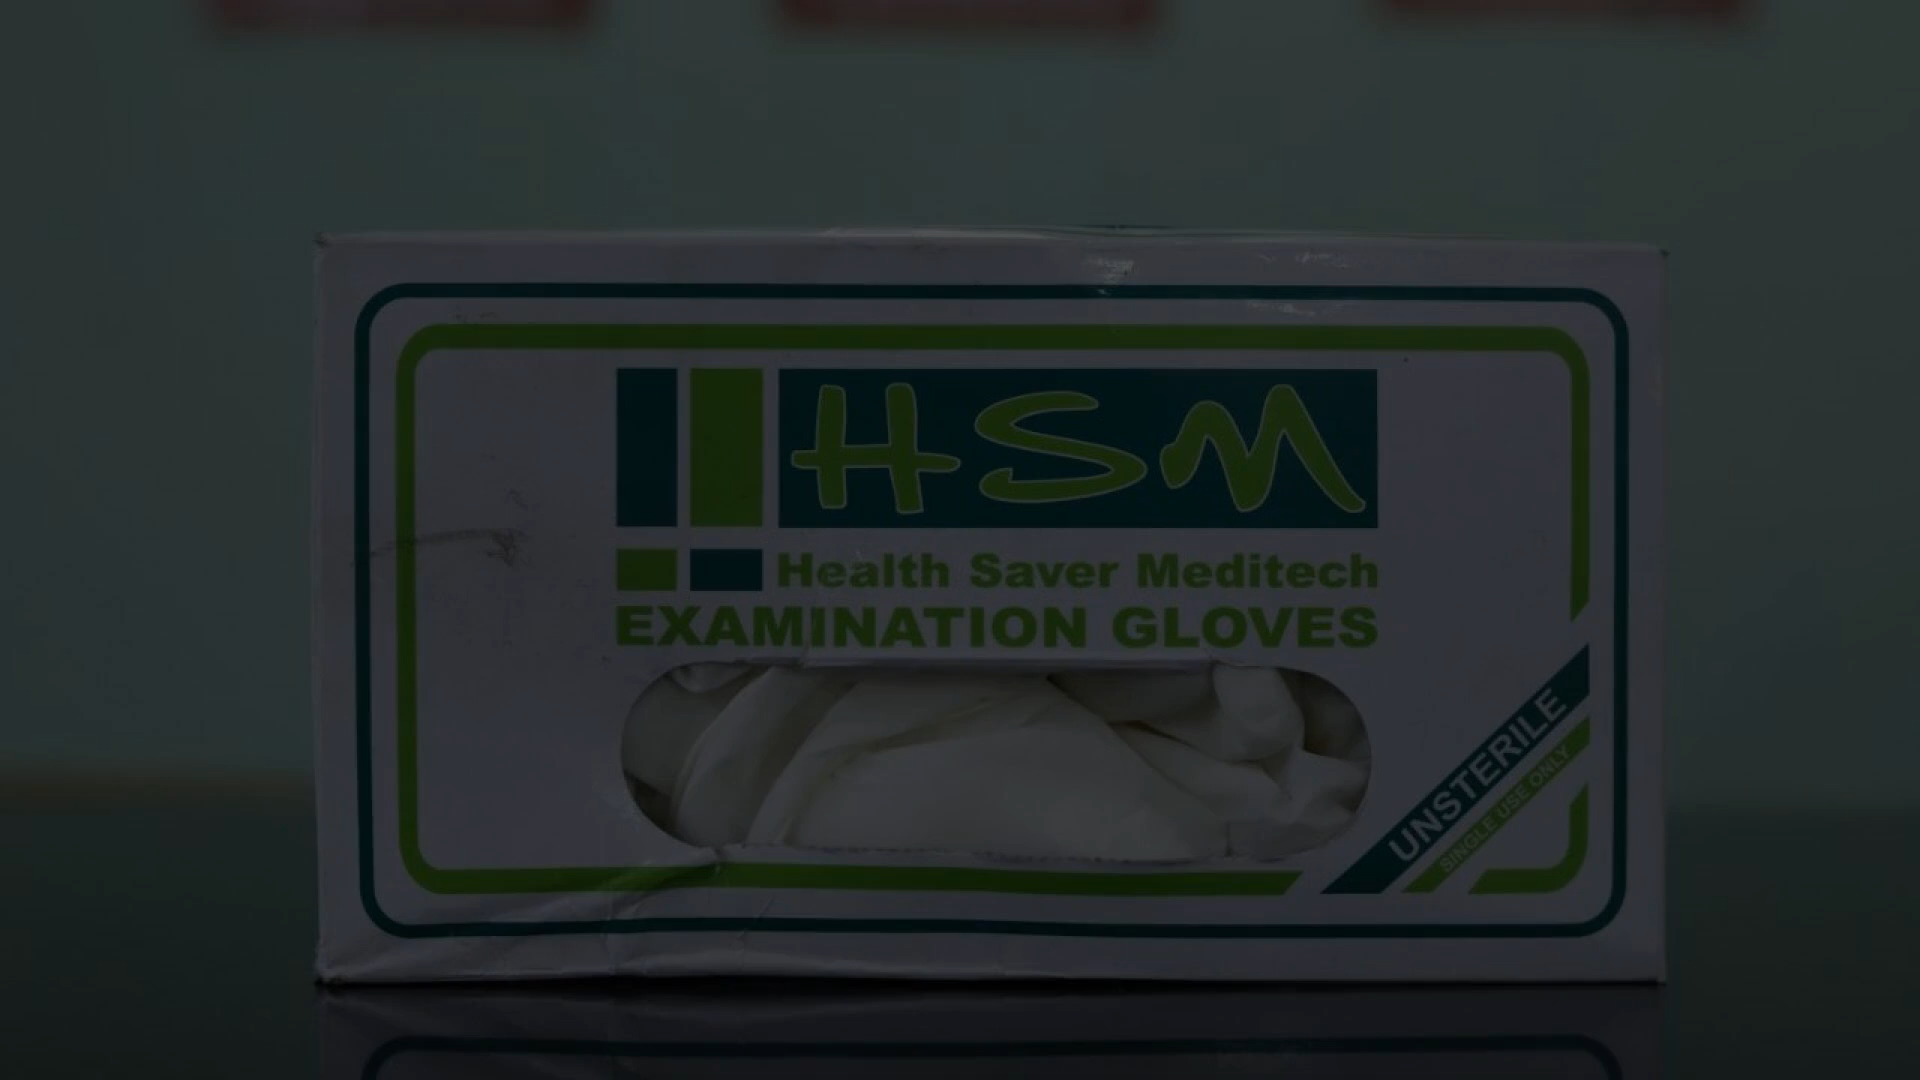 HSM
Health Saver Meditech
EXAMINATION GLOVES
UNSTERILE
SINGLE USE ONLY